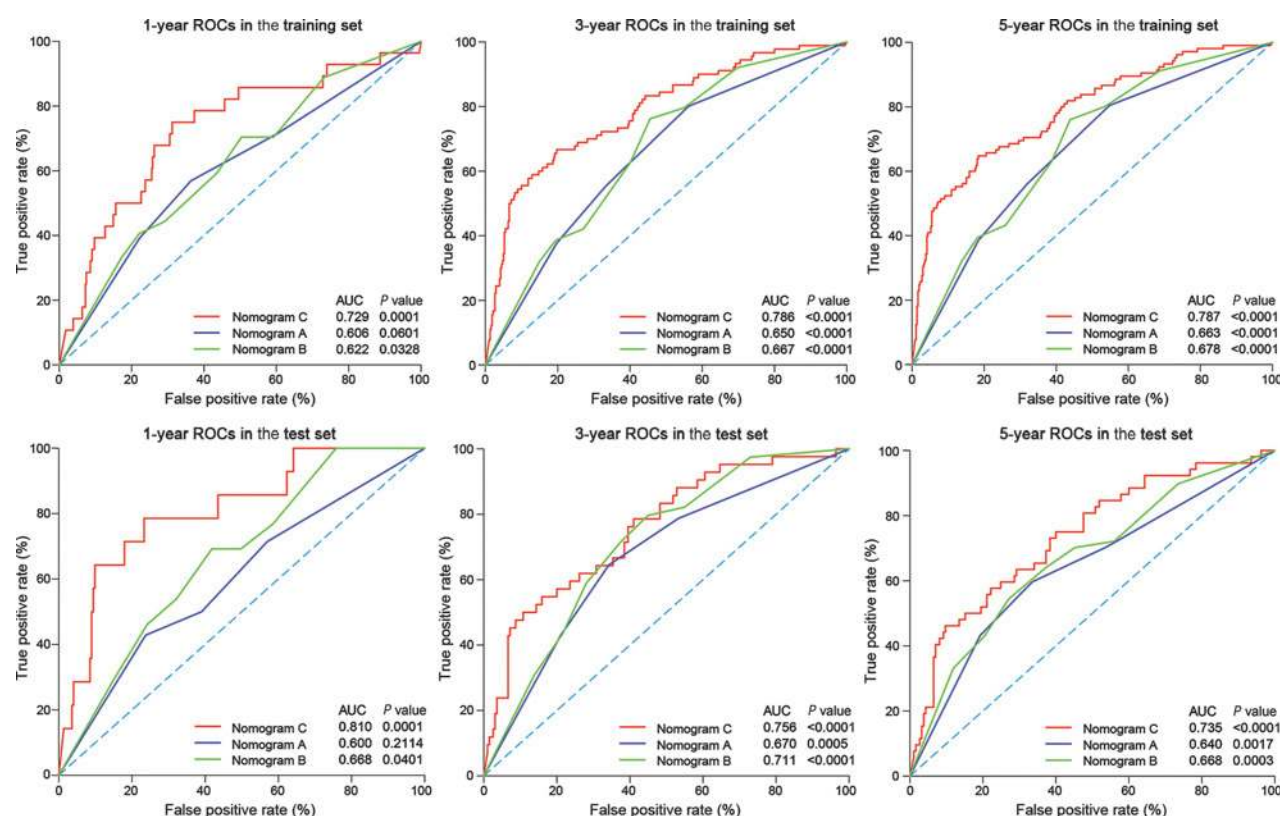 1-year ROCs in the training set
100
80
60
40
20
0
True positive rate (%)
AUC P value
Nomogram C 0.729 0.0001
Nomogram A 0.606 0.0601
Nomogram B 0.622 0.0328
0 20 40 60 80 100
False positive rate (%)
3-year ROCs in the training set
100
80
60
40
20
0
True positive rate (%)
AUC P value
Nomogram C 0.786 <0.0001
Nomogram A 0.650 <0.0001
Nomogram B 0.667 <0.0001
0 20 40 60 80 100
False positive rate (%)
5-year ROCs in the training set
100
80
60
40
20
0
True positive rate (%)
AUC P value
Nomogram C 0.787 <0.0001
Nomogram A 0.663 <0.0001
Nomogram B 0.678 <0.0001
0 20 40 60 80 100
False positive rate (%)
1-year ROCs in the test set
100
80
60
40
20
0
True positive rate (%)
AUC P value
Nomogram C 0.810 0.0001
Nomogram A 0.600 0.2114
Nomogram B 0.668 0.0401
0 20 40 60 80 100
False positive rate (%)
3-year ROCs in the test set
100
80
60
40
20
0
True positive rate (%)
AUC P value
Nomogram C 0.756 <0.0001
Nomogram A 0.670 0.0005
Nomogram B 0.711 <0.0001
0 20 40 60 80 100
False positive rate (%)
5-year ROCs in the test set
100
80
60
40
20
0
True positive rate (%)
AUC P value
Nomogram C 0.735 <0.0001
Nomogram A 0.640 0.0017
Nomogram B 0.668 0.0003
0 20 40 60 80 100
False positive rate (%)